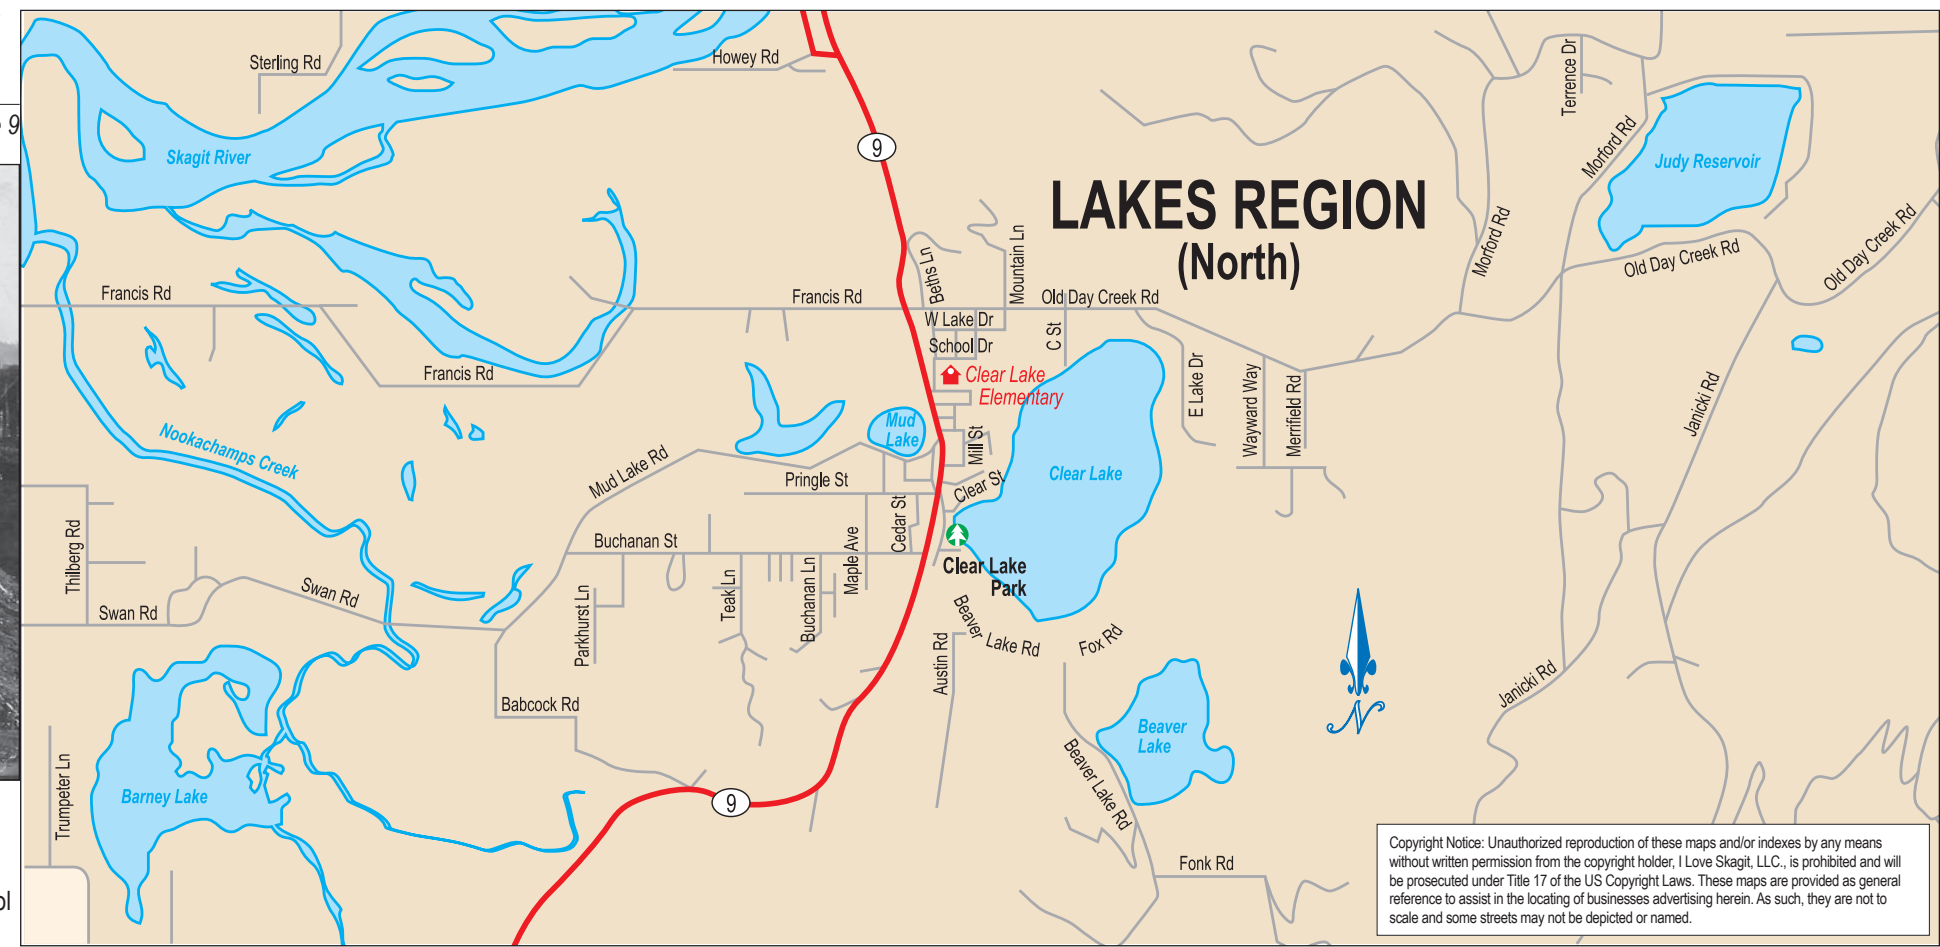 Sterling Rd
Howey Rd
9
Terrence Dr
9
Skagit River
Morford Rd
Judy Reservoir
LAKES REGION
(North)
Morford Rd
Old Day Creek Rd
Old Day Creek Rd
Beths Ln
Mountain Ln
Francis Rd
Francis Rd
Old Day Creek Rd
W Lake Dr
C St
School Dr
Francis Rd
Clear Lake
Elementary
E Lake Dr
Wayward Way
Merrifield Rd
Janicki Rd
Nookachamps Creek
Mud
Lake
Mill St
Mud Lake Rd
Pringle St
Clear St
Clear Lake
Thilberg Rd
Buchanan St
Maple Ave
Cedar St
Clear Lake
Park
Swan Rd
Swan Rd
Parkhurst Ln
Teak Ln
Buchanan Ln
Beaver
Lake Rd
Fox Rd
Austin Rd
Babcock Rd
Janicki Rd
N
Beaver
Lake
Trumpeter Ln
Barney Lake
9
Beaver Lake Rd
Fonk Rd
ol
Copyright Notice: Unauthorized reproduction of these maps and/or indexes by any means
without written permission from the copyright holder, I Love Skagit, LLC., is prohibited and will
be prosecuted under Title 17 of the US Copyright Laws. These maps are provided as general
reference to assist in the locating of businesses advertising herein. As such, they are not to
scale and some streets may not be depicted or named.